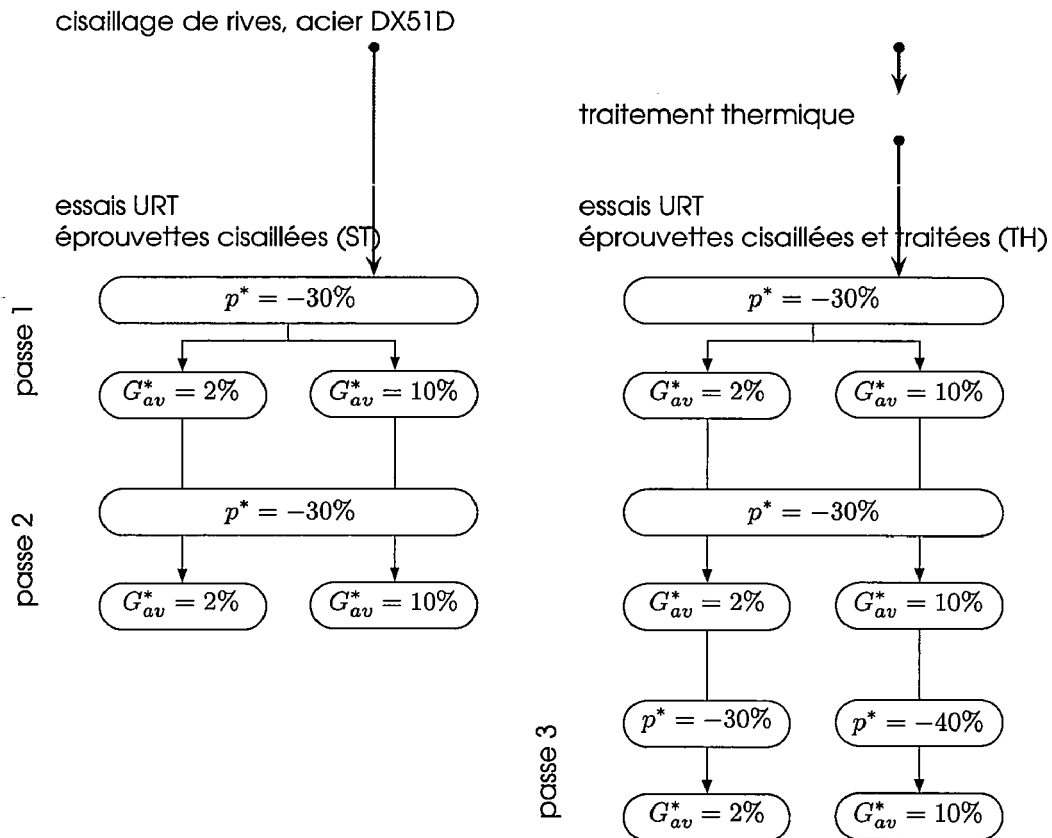 cisaillage de rives, acier DX51D
traitement thermique
essais URT
éprouvettes cisaillées (ST)
essais URT
éprouvettes cisaillées et traitées (TH)
passe 1
p* = −30%
p* = −30%
G*av = 2%
G*av = 10%
G*av = 2%
G*av = 10%
passe 2
p* = −30%
p* = −30%
G*av = 2%
G*av = 10%
G*av = 2%
G*av = 10%
passe 3
p* = −30%
p* = −40%
G*av = 2%
G*av = 10%